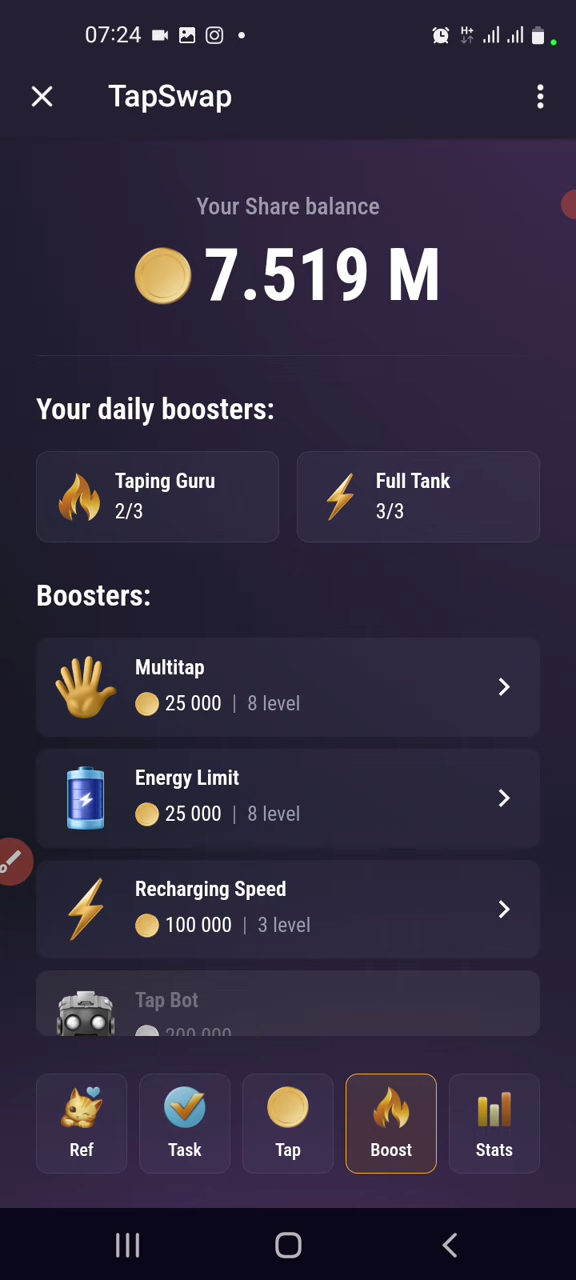 07:24
H+
TapSwap
Your Share balance
7.519 M
Your daily boosters:
Taping Guru
2/3
Full Tank
3/3
Boosters:
Multitap
25 000 | 8 level
Energy Limit
25 000 | 8 level
Recharging Speed
100 000 | 3 level
Tap Bot
200 000
Ref
Task
Tap
Boost
Stats